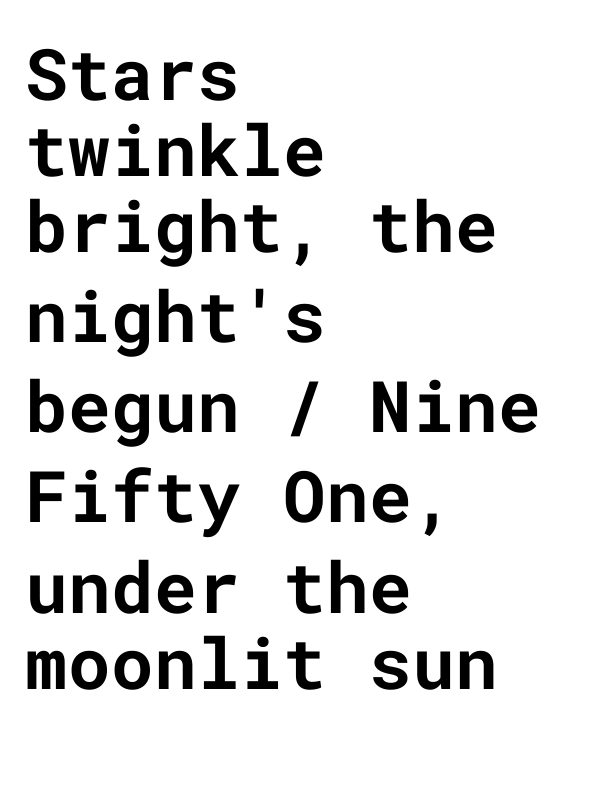 Stars
twinkle
bright, the
night's
begun / Nine
Fifty One,
under the
moonlit sun